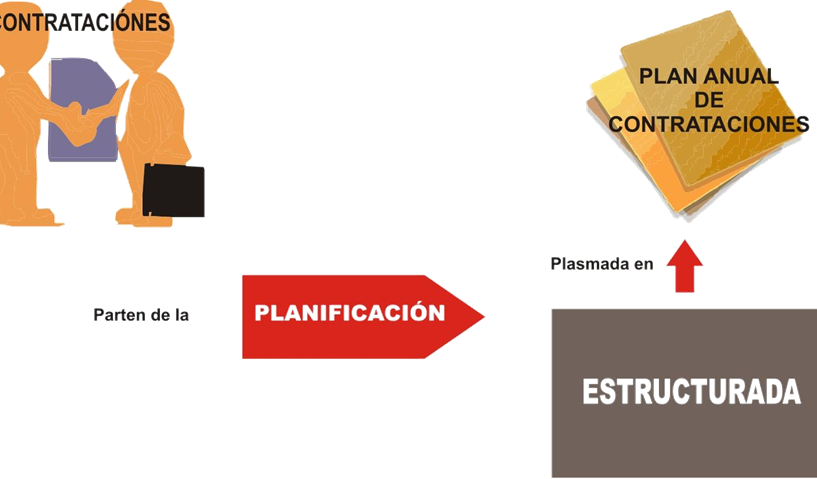 CONTRATACIÓNES
PLAN ANUAL
DE
CONTRATACIONES
Plasmada en
Parten de la
PLANIFICACIÓN
ESTRUCTURADA